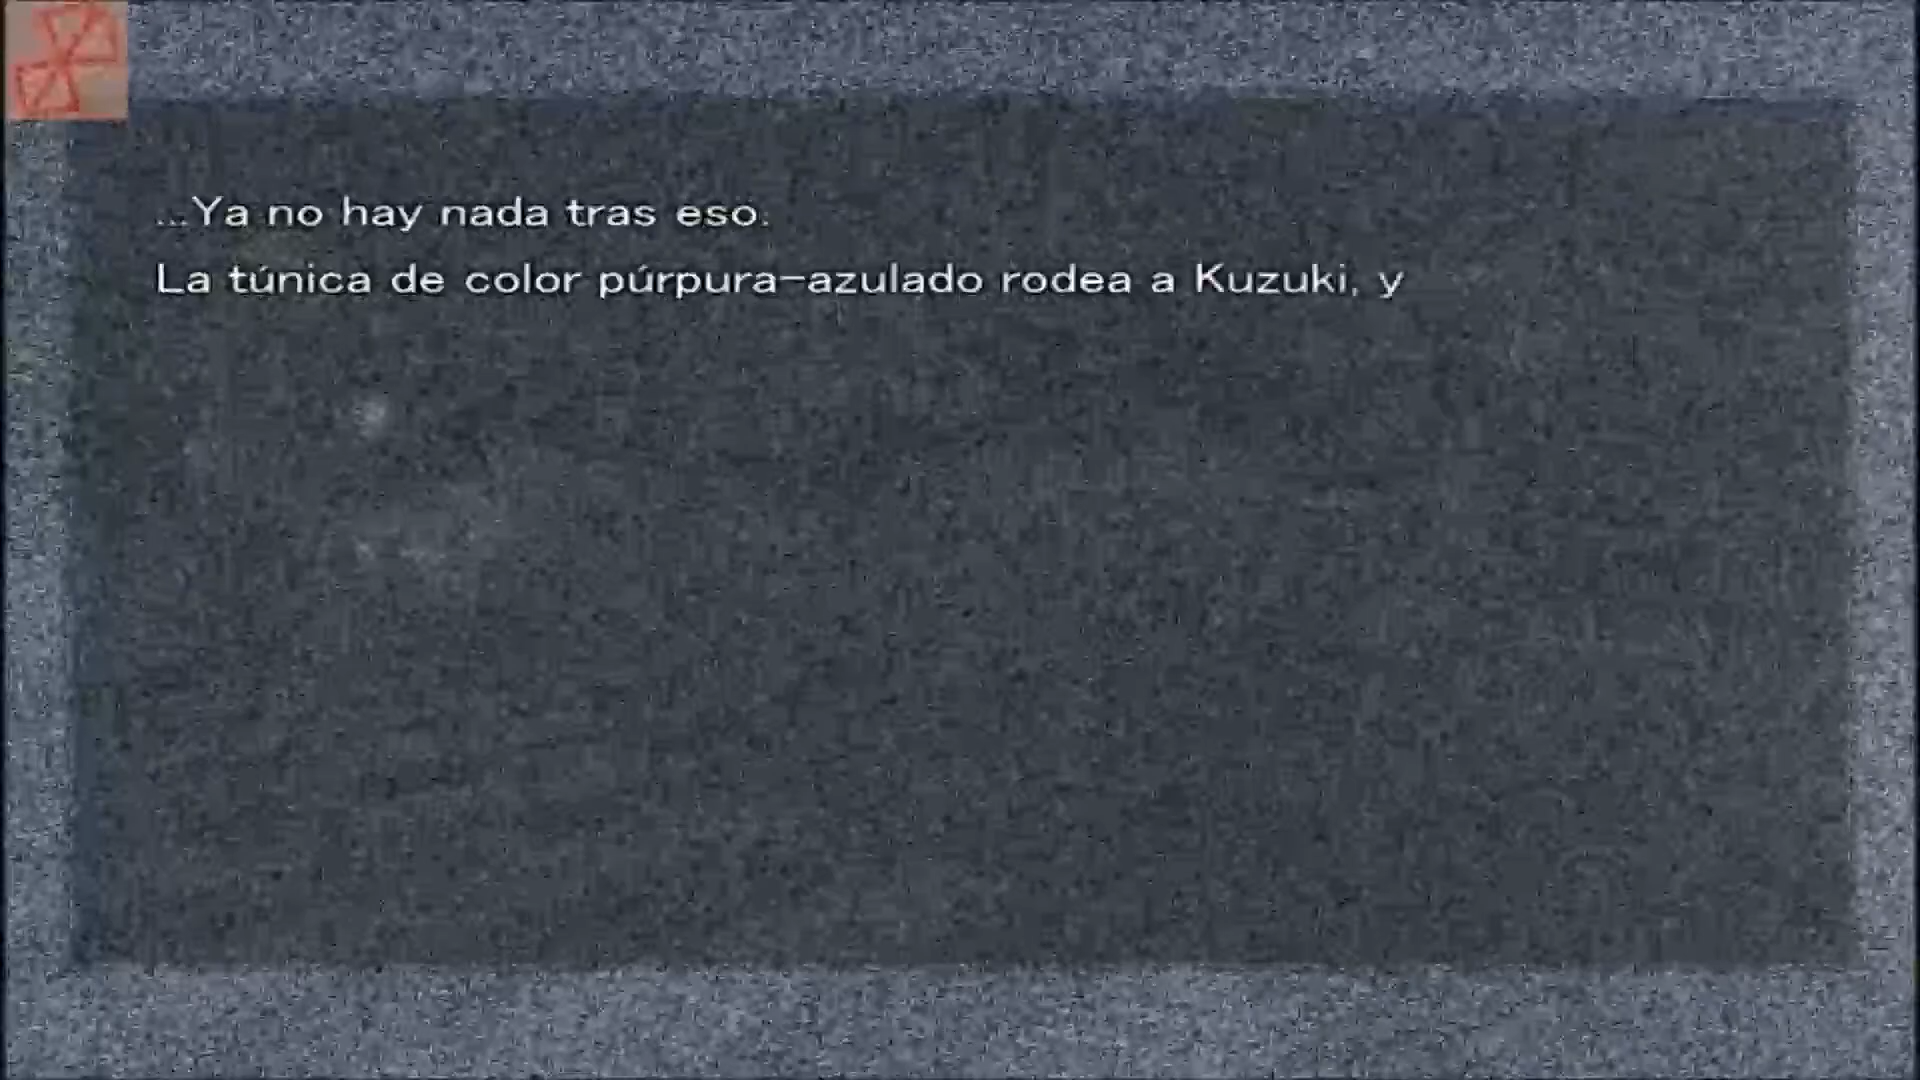 ...Ya no hay nada tras eso.
La túnica de color púrpura-azulado rodea a Kuzuki, y